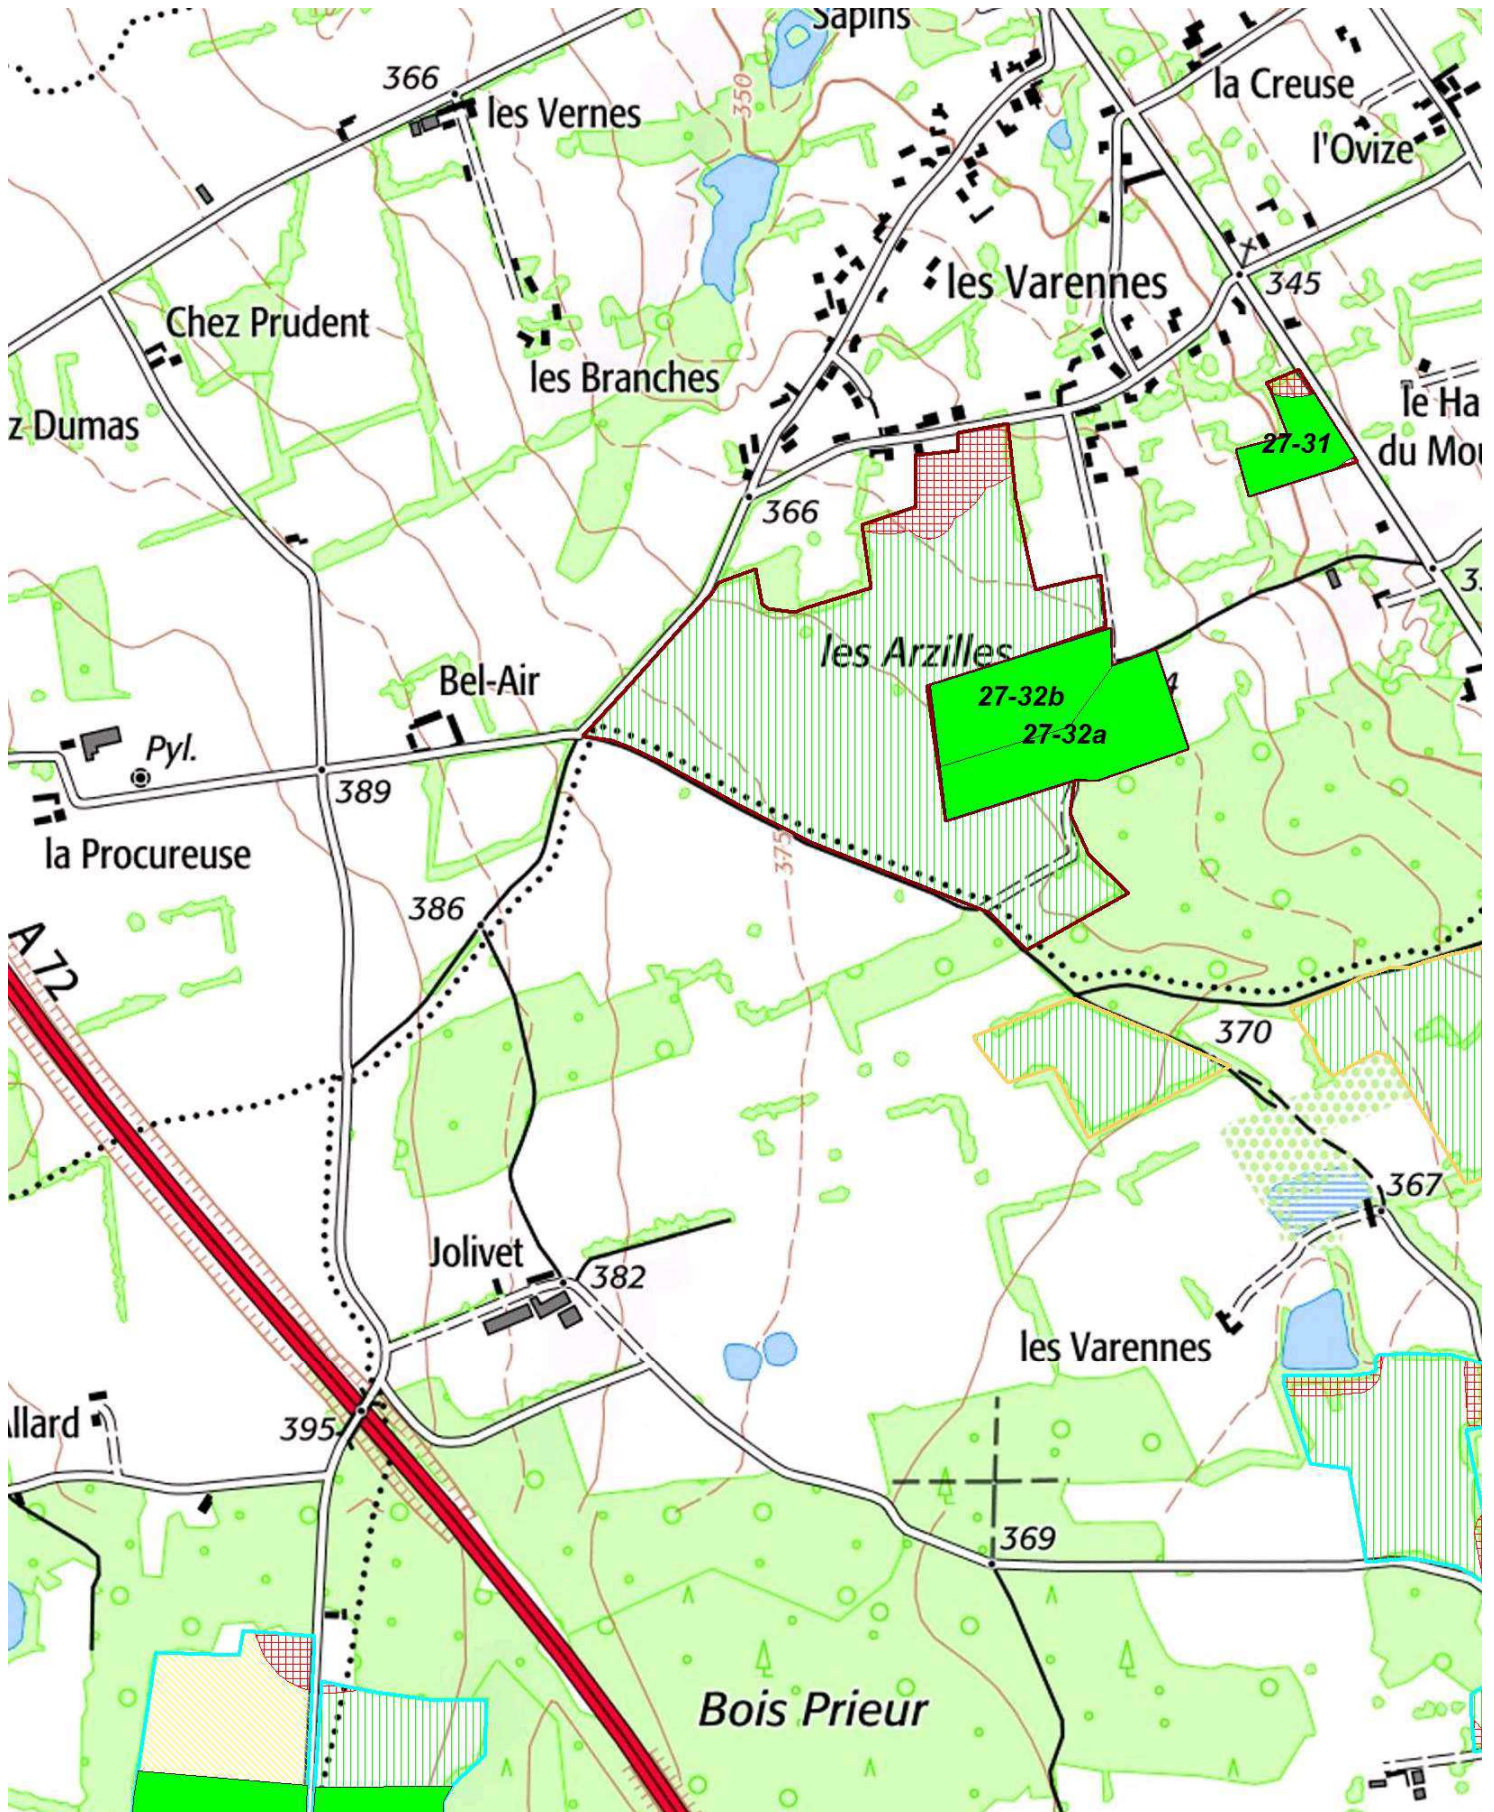 Sapins
366
les Vernes
350
la Creuse
l'Ovize
les Varennes
345
Chez Prudent
les Branches
z Dumas
le Ha
du Mou
27-31
366
les Arzilles
Bel-Air
27-32b
4
27-32a
Pyl.
389
375
la Procureuse
386
A 72
370
367
Jolivet
382
les Varennes
llard
395
369
Bois Prieur